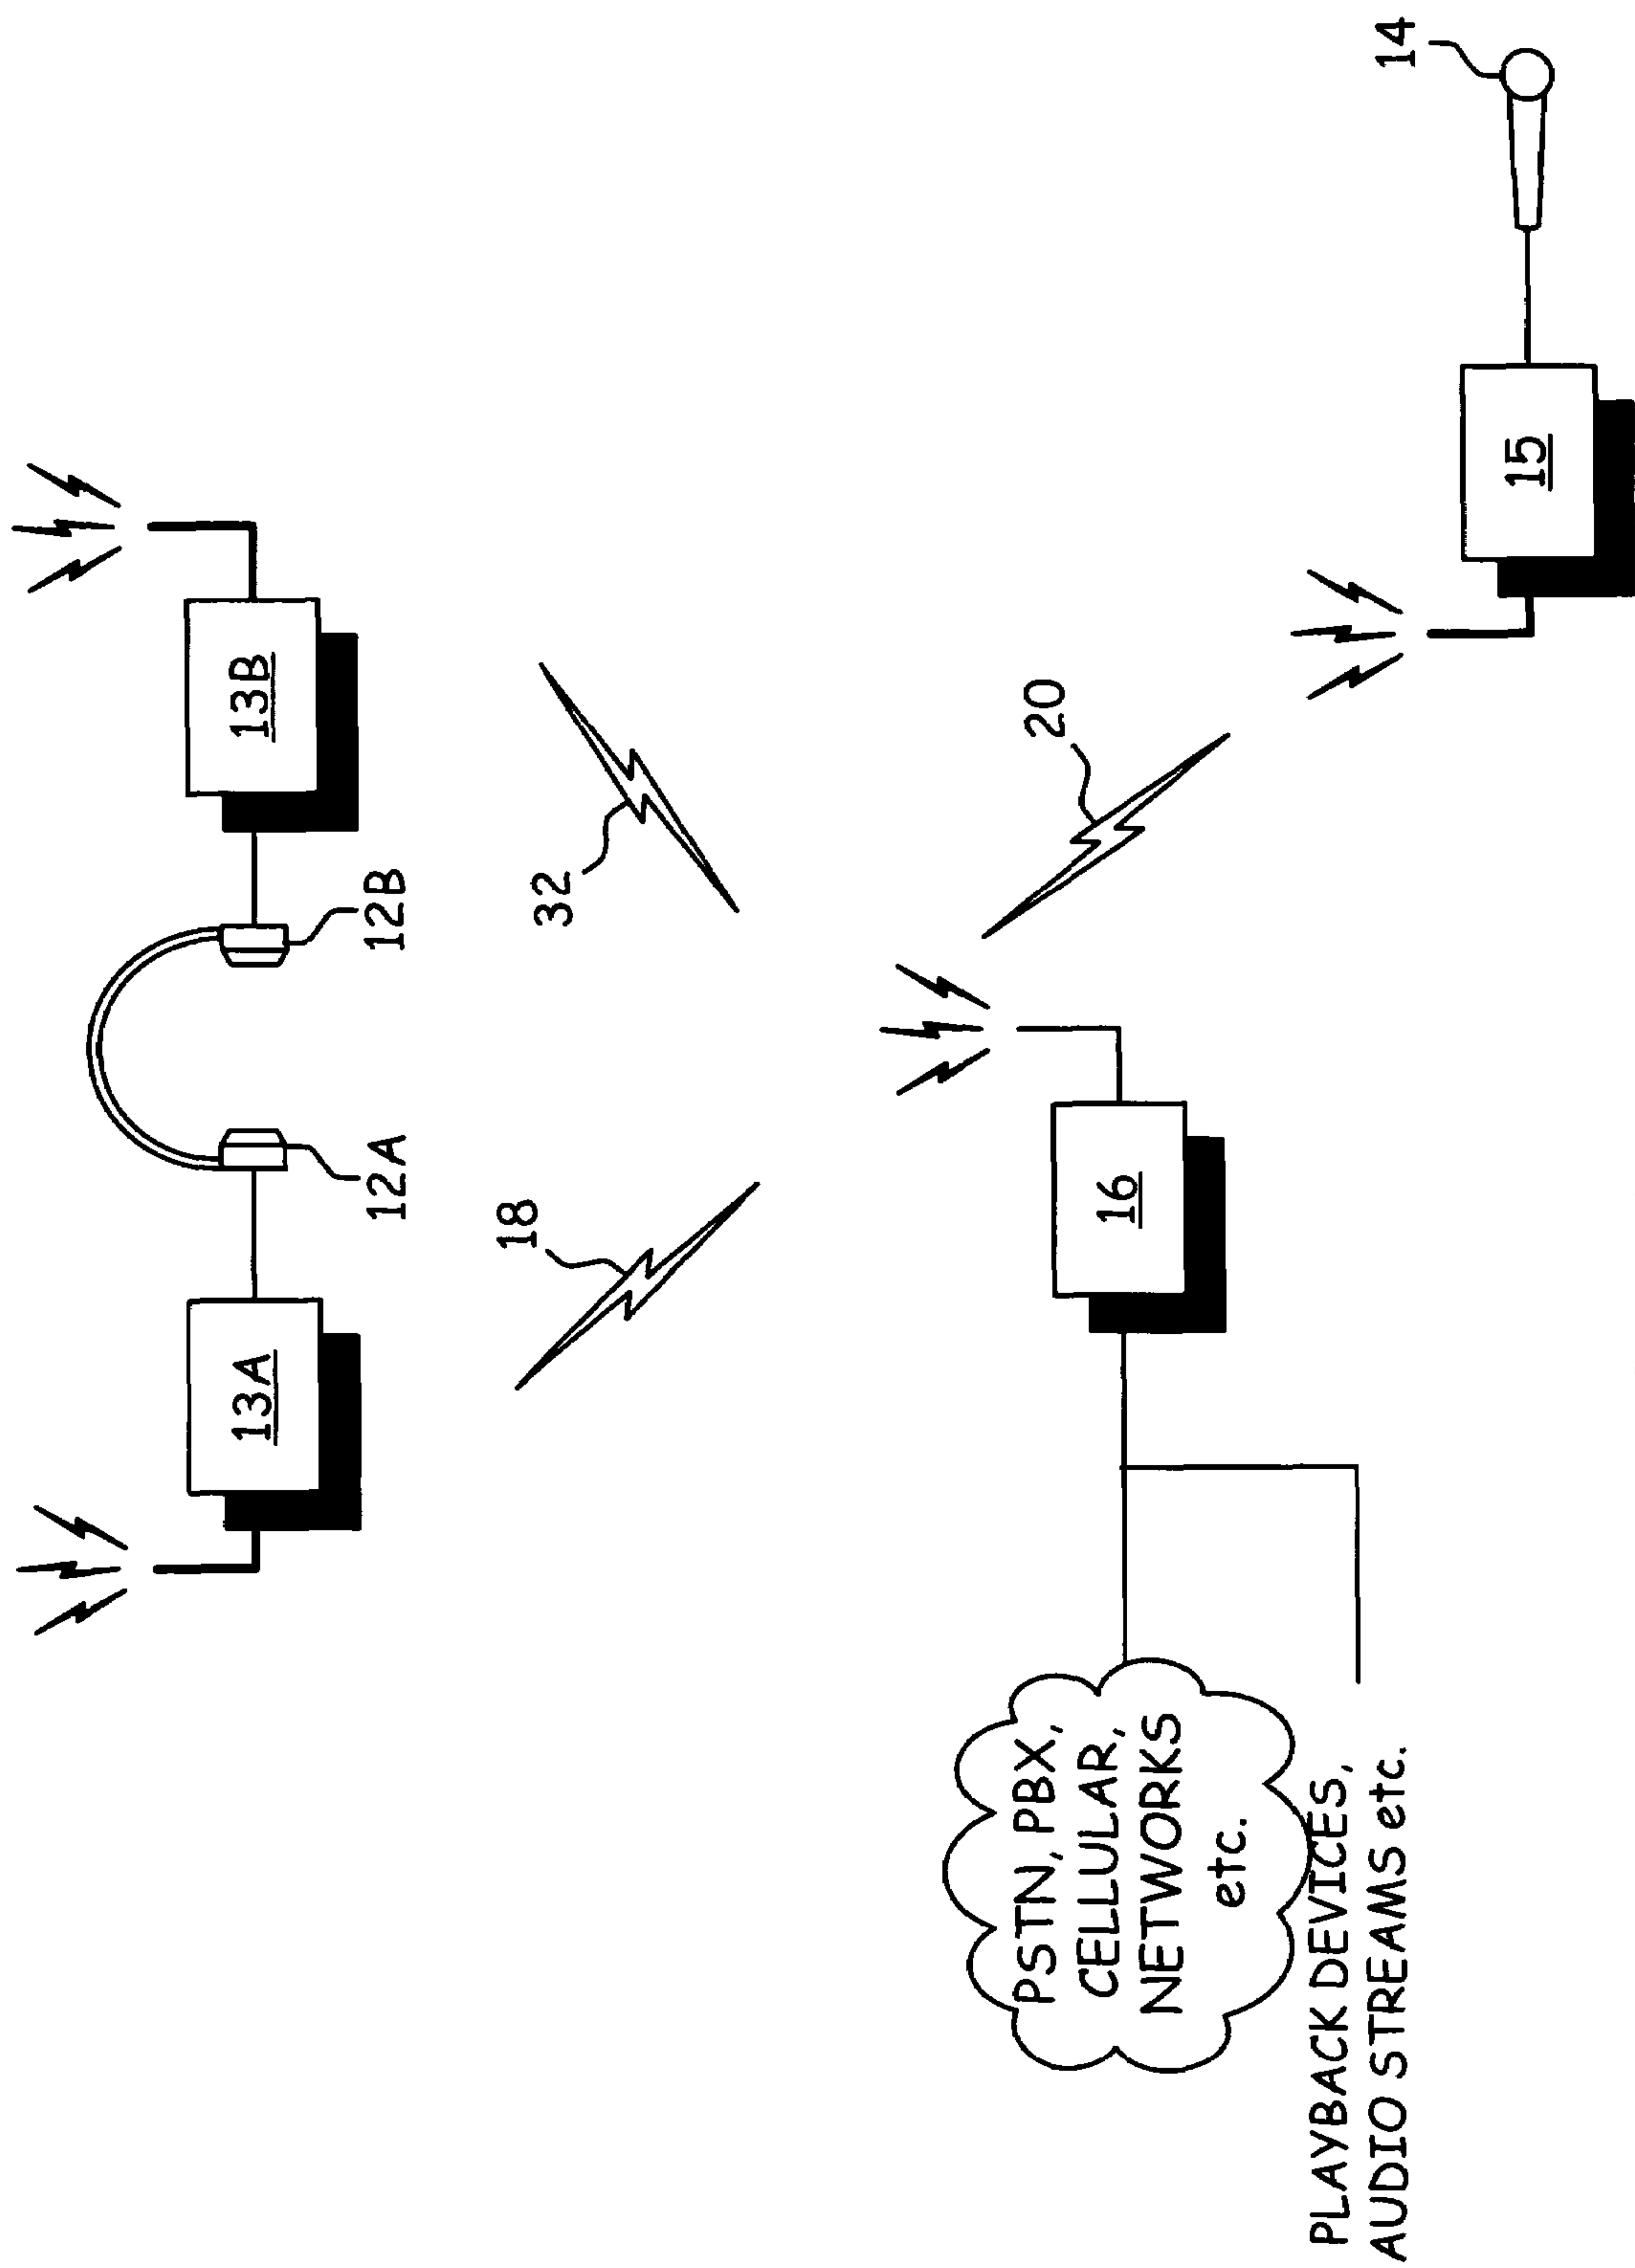 13A
12A
12B
13B
18
32
20
14
16
15
PSTN, PBX,
CELLULAR,
NETWORKS
etc.
PLAYBACK DEVICES,
AUDIO STREAMS etc.